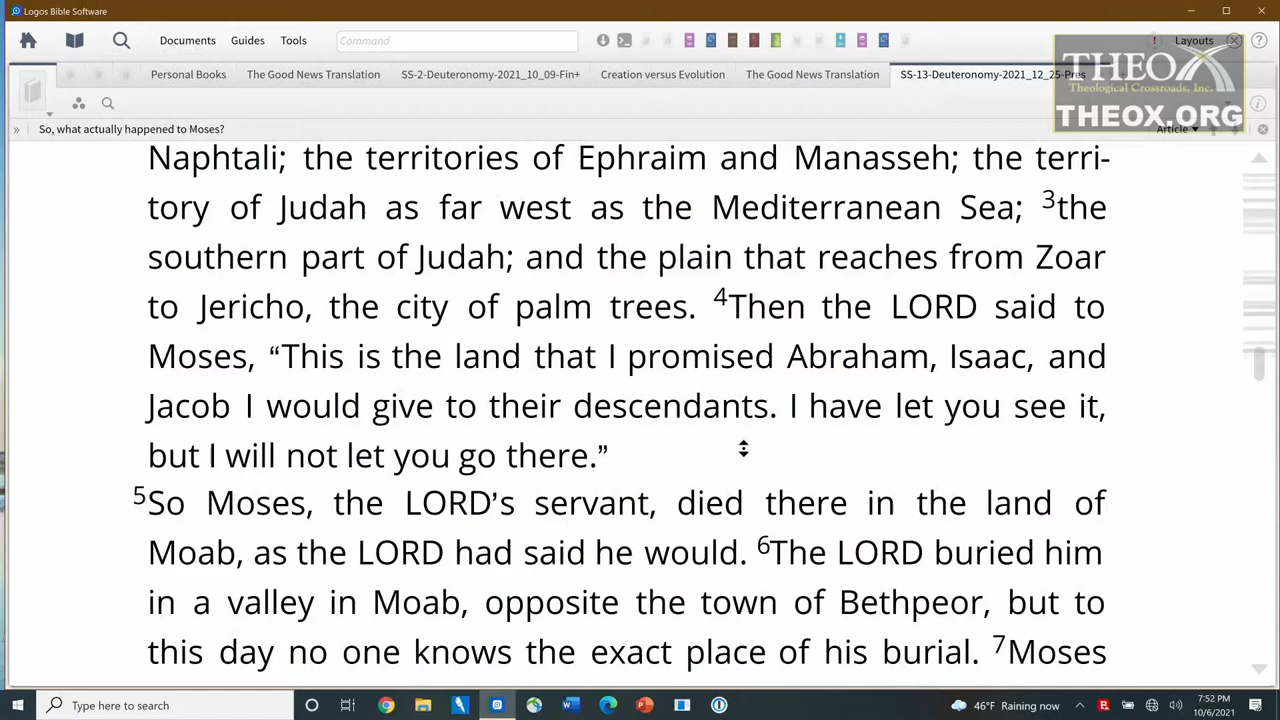 Logos Bible Software
Documents Guides Tools Command Layouts
Personal Books The Good News Translation SS-2-Deuteronomy-2021_10_09-Fin+ Creation versus Evolution The Good News Translation SS-13-Deuteronomy-2021_12_25-Pres
THEOX
Theological Crossroads, Inc.
THEOX.ORG
» So, what actually happened to Moses? Article
Naphtali; the territories of Ephraim and Manasseh; the terri-
tory of Judah as far west as the Mediterranean Sea; 3the
southern part of Judah; and the plain that reaches from Zoar
to Jericho, the city of palm trees. 4Then the LORD said to
Moses, “This is the land that I promised Abraham, Isaac, and
Jacob I would give to their descendants. I have let you see it,
but I will not let you go there.”
5So Moses, the LORD’s servant, died there in the land of
Moab, as the LORD had said he would. 6The LORD buried him
in a valley in Moab, opposite the town of Bethpeor, but to
this day no one knows the exact place of his burial. 7Moses
Type here to search
46°F Raining now
7:52 PM
10/6/2021